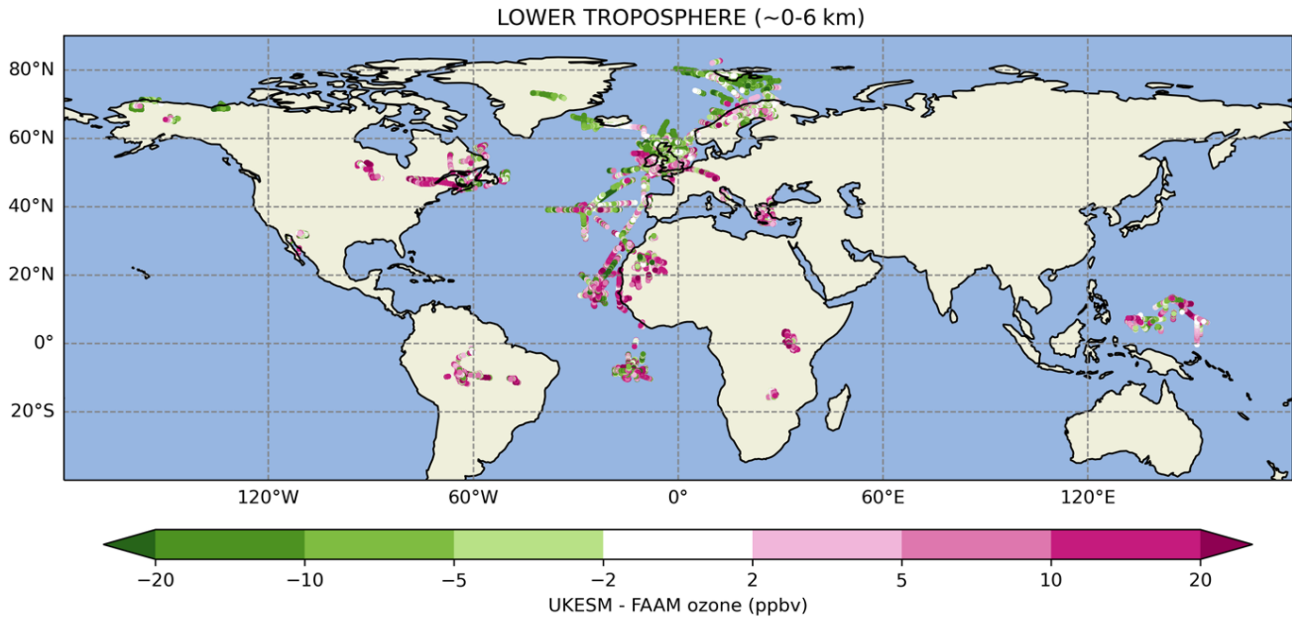 LOWER TROPOSPHERE (~0-6 km)
80°N
60°N
40°N
20°N
0°
20°S
120°W 60°W 0° 60°E 120°E
−20 −10 −5 −2 2 5 10 20
UKESM - FAAM ozone (ppbv)